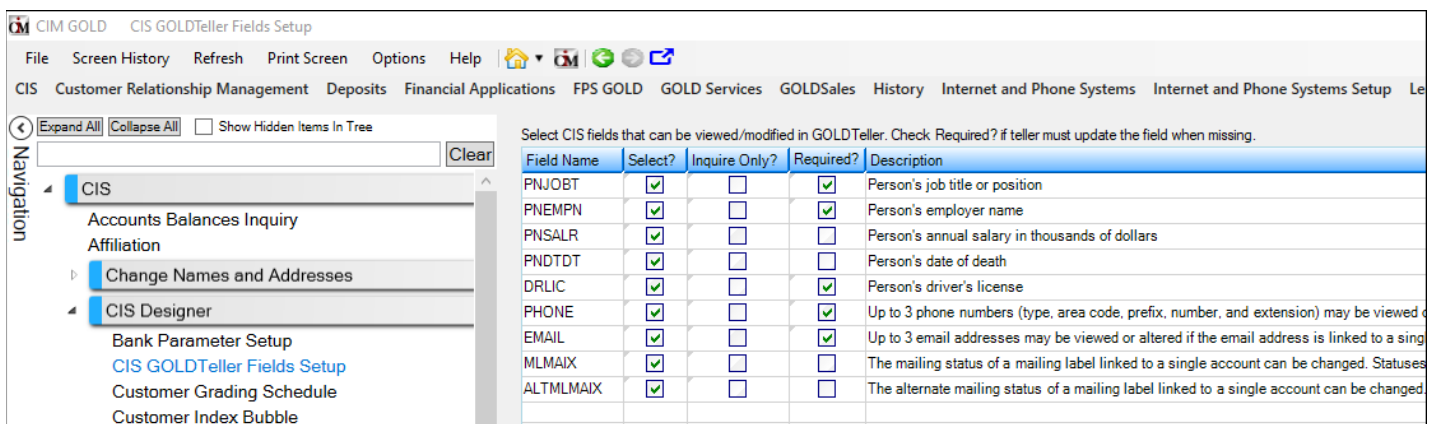 CIM GOLD CIS GOLDTeller Fields Setup
File Screen History Refresh Print Screen Options Help
CIS Customer Relationship Management Deposits Financial Applications FPS GOLD GOLD Services GOLDSales History Internet and Phone Systems Internet and Phone Systems Setup Le
Expand All Collapse All Show Hidden Items In Tree
Clear
Navigation
CIS
Accounts Balances Inquiry
Affiliation
Change Names and Addresses
CIS Designer
Bank Parameter Setup
CIS GOLDTeller Fields Setup
Customer Grading Schedule
Customer Index Bubble
Select CIS fields that can be viewed/modified in GOLDTeller. Check Required? if teller must update the field when missing.
Field Name Select? Inquire Only? Required? Description
PNJOBT Person's job title or position
PNEMPN Person's employer name
PNSALR Person's annual salary in thousands of dollars
PNDTDT Person's date of death
DRLIC Person's driver's license
PHONE Up to 3 phone numbers (type, area code, prefix, number, and extension) may be viewed
EMAIL Up to 3 email addresses may be viewed or altered if the email address is linked to a sing
MLMAIX The mailing status of a mailing label linked to a single account can be changed. Statuses
ALTMLMAIX The alternate mailing status of a mailing label linked to a single account can be changed.